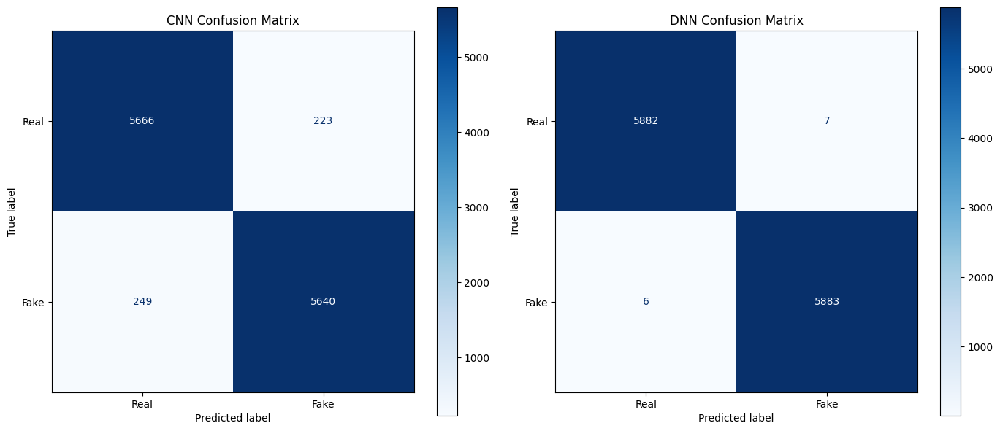 CNN Confusion Matrix
True label
Real
Fake
5666
223
249
5640
Real
Fake
Predicted label
5000
4000
3000
2000
1000
DNN Confusion Matrix
True label
Real
Fake
5882
7
6
5883
Real
Fake
Predicted label
5000
4000
3000
2000
1000